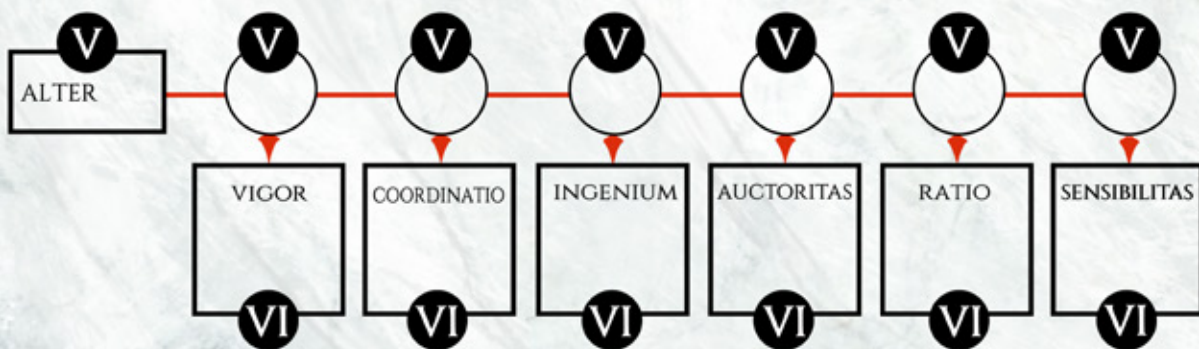 V V V V V V V
ALTER
VIGOR COORDINATIO INGENIUM AUCTORITAS RATIO SENSIBILITAS
VI VI VI VI VI VI